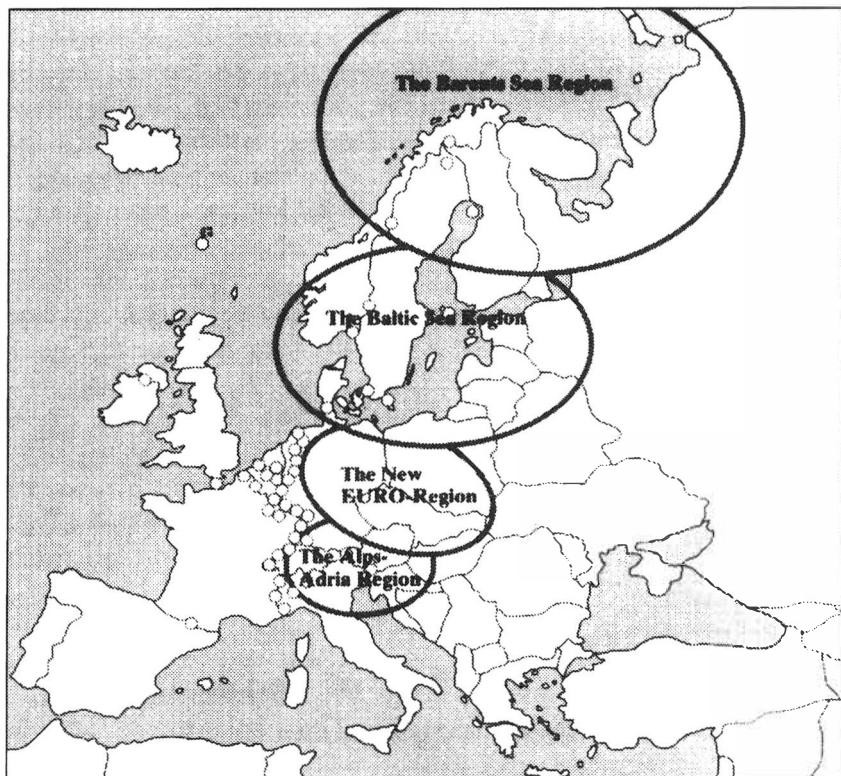 The Barents Sea Region
The Baltic Sea Region
The New
EURO-Region
The Alps-
Adria Region